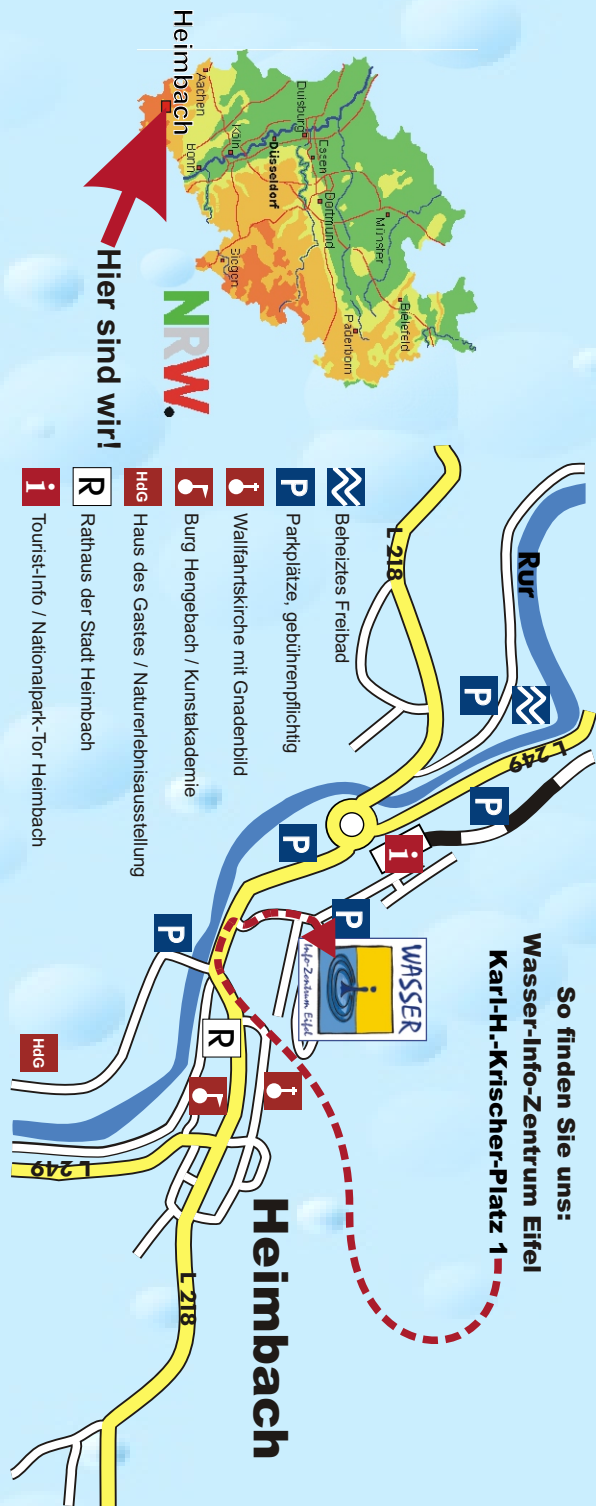 So finden Sie uns:
Wasser-Info-Zentrum Eifel
Karl-H.-Krischer-Platz 1
Heimbach
Aachen
Köln
Bonn
Düsseldorf
Duisburg
Essen
Dortmund
Münster
Bielefeld
Paderborn
Siegen
Hier sind wir!
NRW.
Rur
L 218
L 249
P
P
P
P
P
i
WASSER
Info-Zentrum Eifel
R
HdG
L 249
L 218
Heimbach
Beheiztes Freibad
P Parkplätze, gebührenpflichtig
Wallfahrtskirche mit Gnadenbild
Burg Hengebach / Kunstakademie
HdG Haus des Gastes / Naturerlebnisausstellung
R Rathaus der Stadt Heimbach
i Tourist-Info / Nationalpark-Tor Heimbach